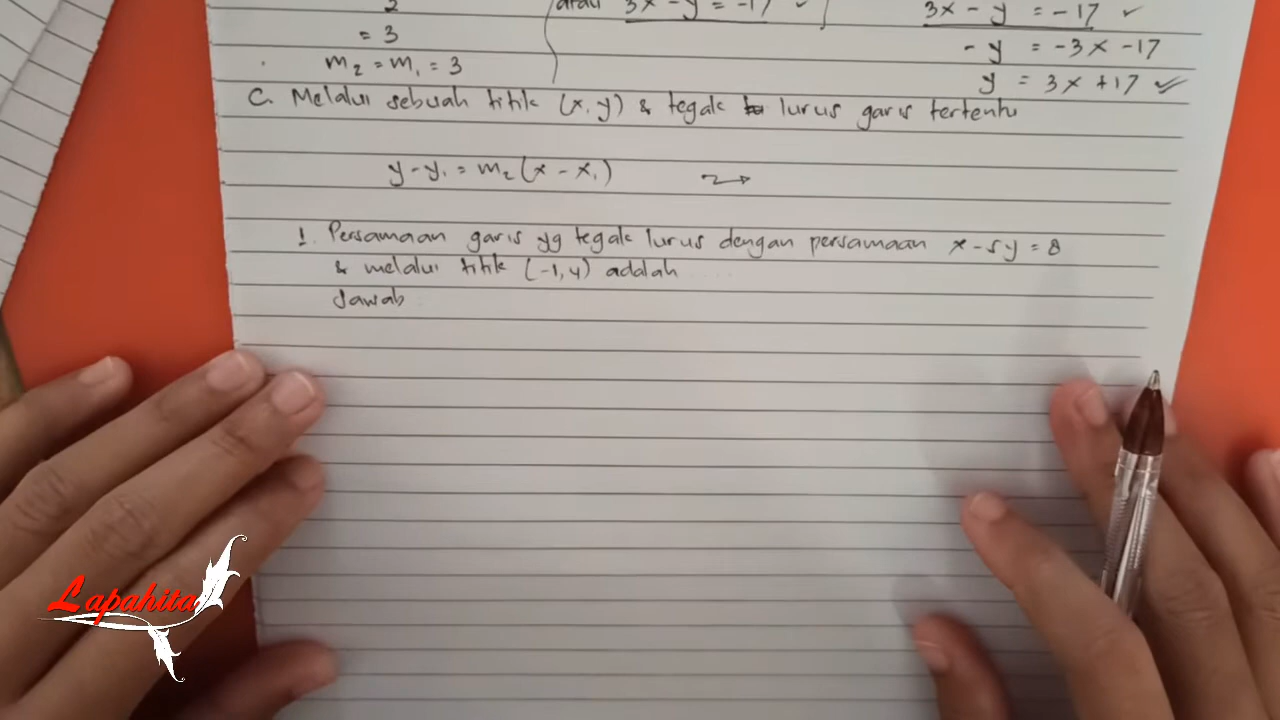 2
atau 3x - y = -17 ✓
3x - y = -17 ✓
= 3
- y = -3x -17
m₂ = m₁ = 3
y = 3x + 17 ✓
C. Melalui sebuah titik (x, y) & tegak lurus garis tertentu
y - y₁ = m₂ (x - x₁)
1. Persamaan garis yg tegak lurus dengan persamaan x - 5y = 8
& melalui titik (-1, 4) adalah ....
Jawab
Lapahita